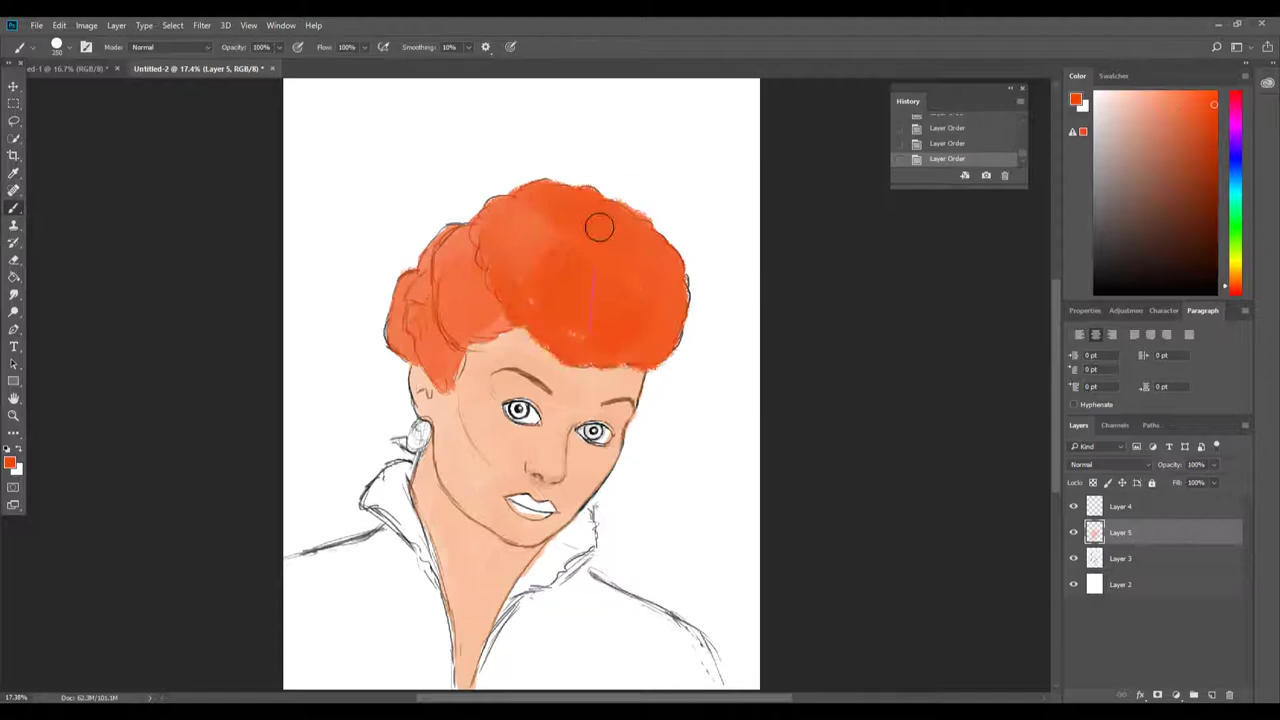 Ps File Edit Image Layer Type Select Filter 3D View Window Help
250 Mode: Normal Opacity: 100% Flow: 100% Smoothing: 10%
ed-1 @ 16.7% (RGB/8) * × Untitled-2 @ 17.4% (Layer 5, RGB/8) * ×
Color Swatches
History
Layer Order
Layer Order
Layer Order
Properties Adjustmen Character Paragraph
0 pt 0 pt
0 pt
0 pt 0 pt
Hyphenate
Layers Channels Paths
Kind
Normal Opacity: 100%
Lock: Fill: 100%
Layer 4
Layer 5
Layer 3
Layer 2
17.38% Doc: 62.3M/101.1M